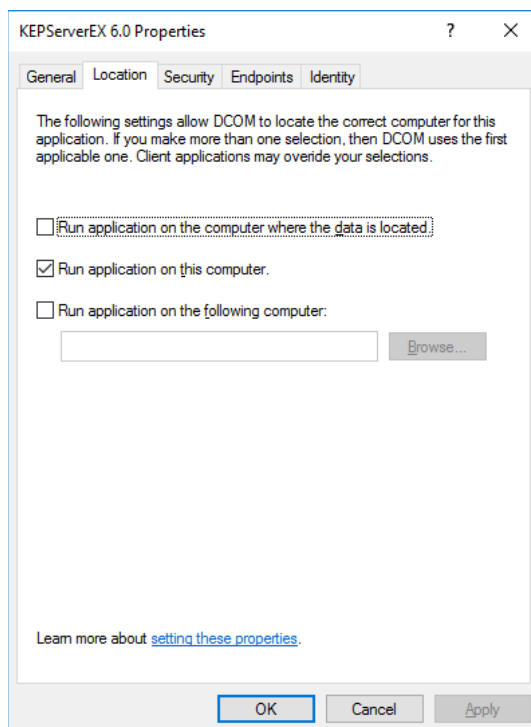 KEPServerEX 6.0 Properties
?
General Location Security Endpoints Identity
The following settings allow DCOM to locate the correct computer for this
application. If you make more than one selection, then DCOM uses the first
applicable one. Client applications may overide your selections.
Run application on the computer where the data is located.
Run application on this computer.
Run application on the following computer:
Browse...
Learn more about setting these properties.
OK Cancel Apply